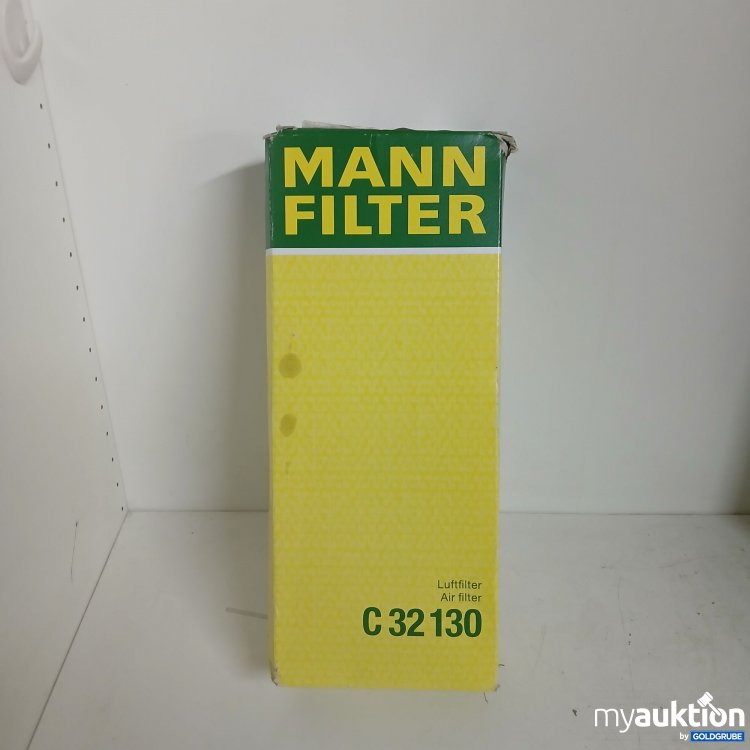 MANN
FILTER
Luftfilter
Air filter
C 32 130
myauktion
by GOLDGRUBE